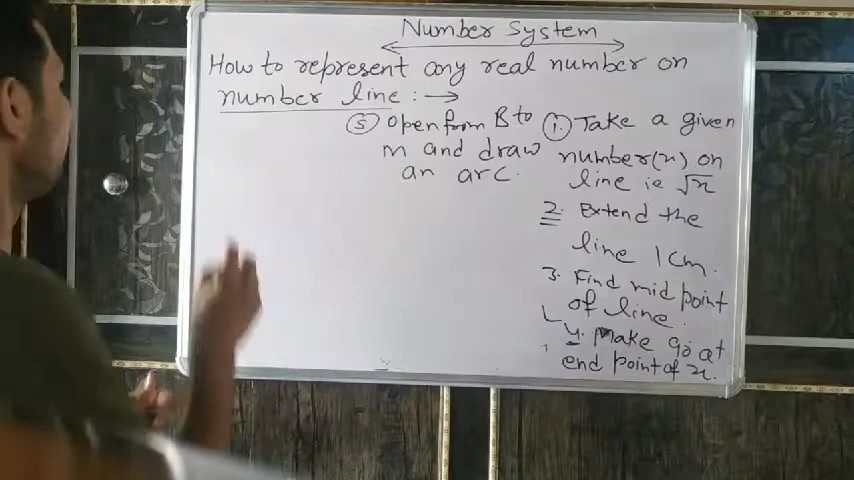 Number System
How to represent any real number on
number line : →
① Take a given
number(x) on
line ie √x
2. Extend the
line 1cm.
3. Find mid point
of line.
4. Make 90 at
end point of x.
⑤ Open from B to
m and draw
an arc.